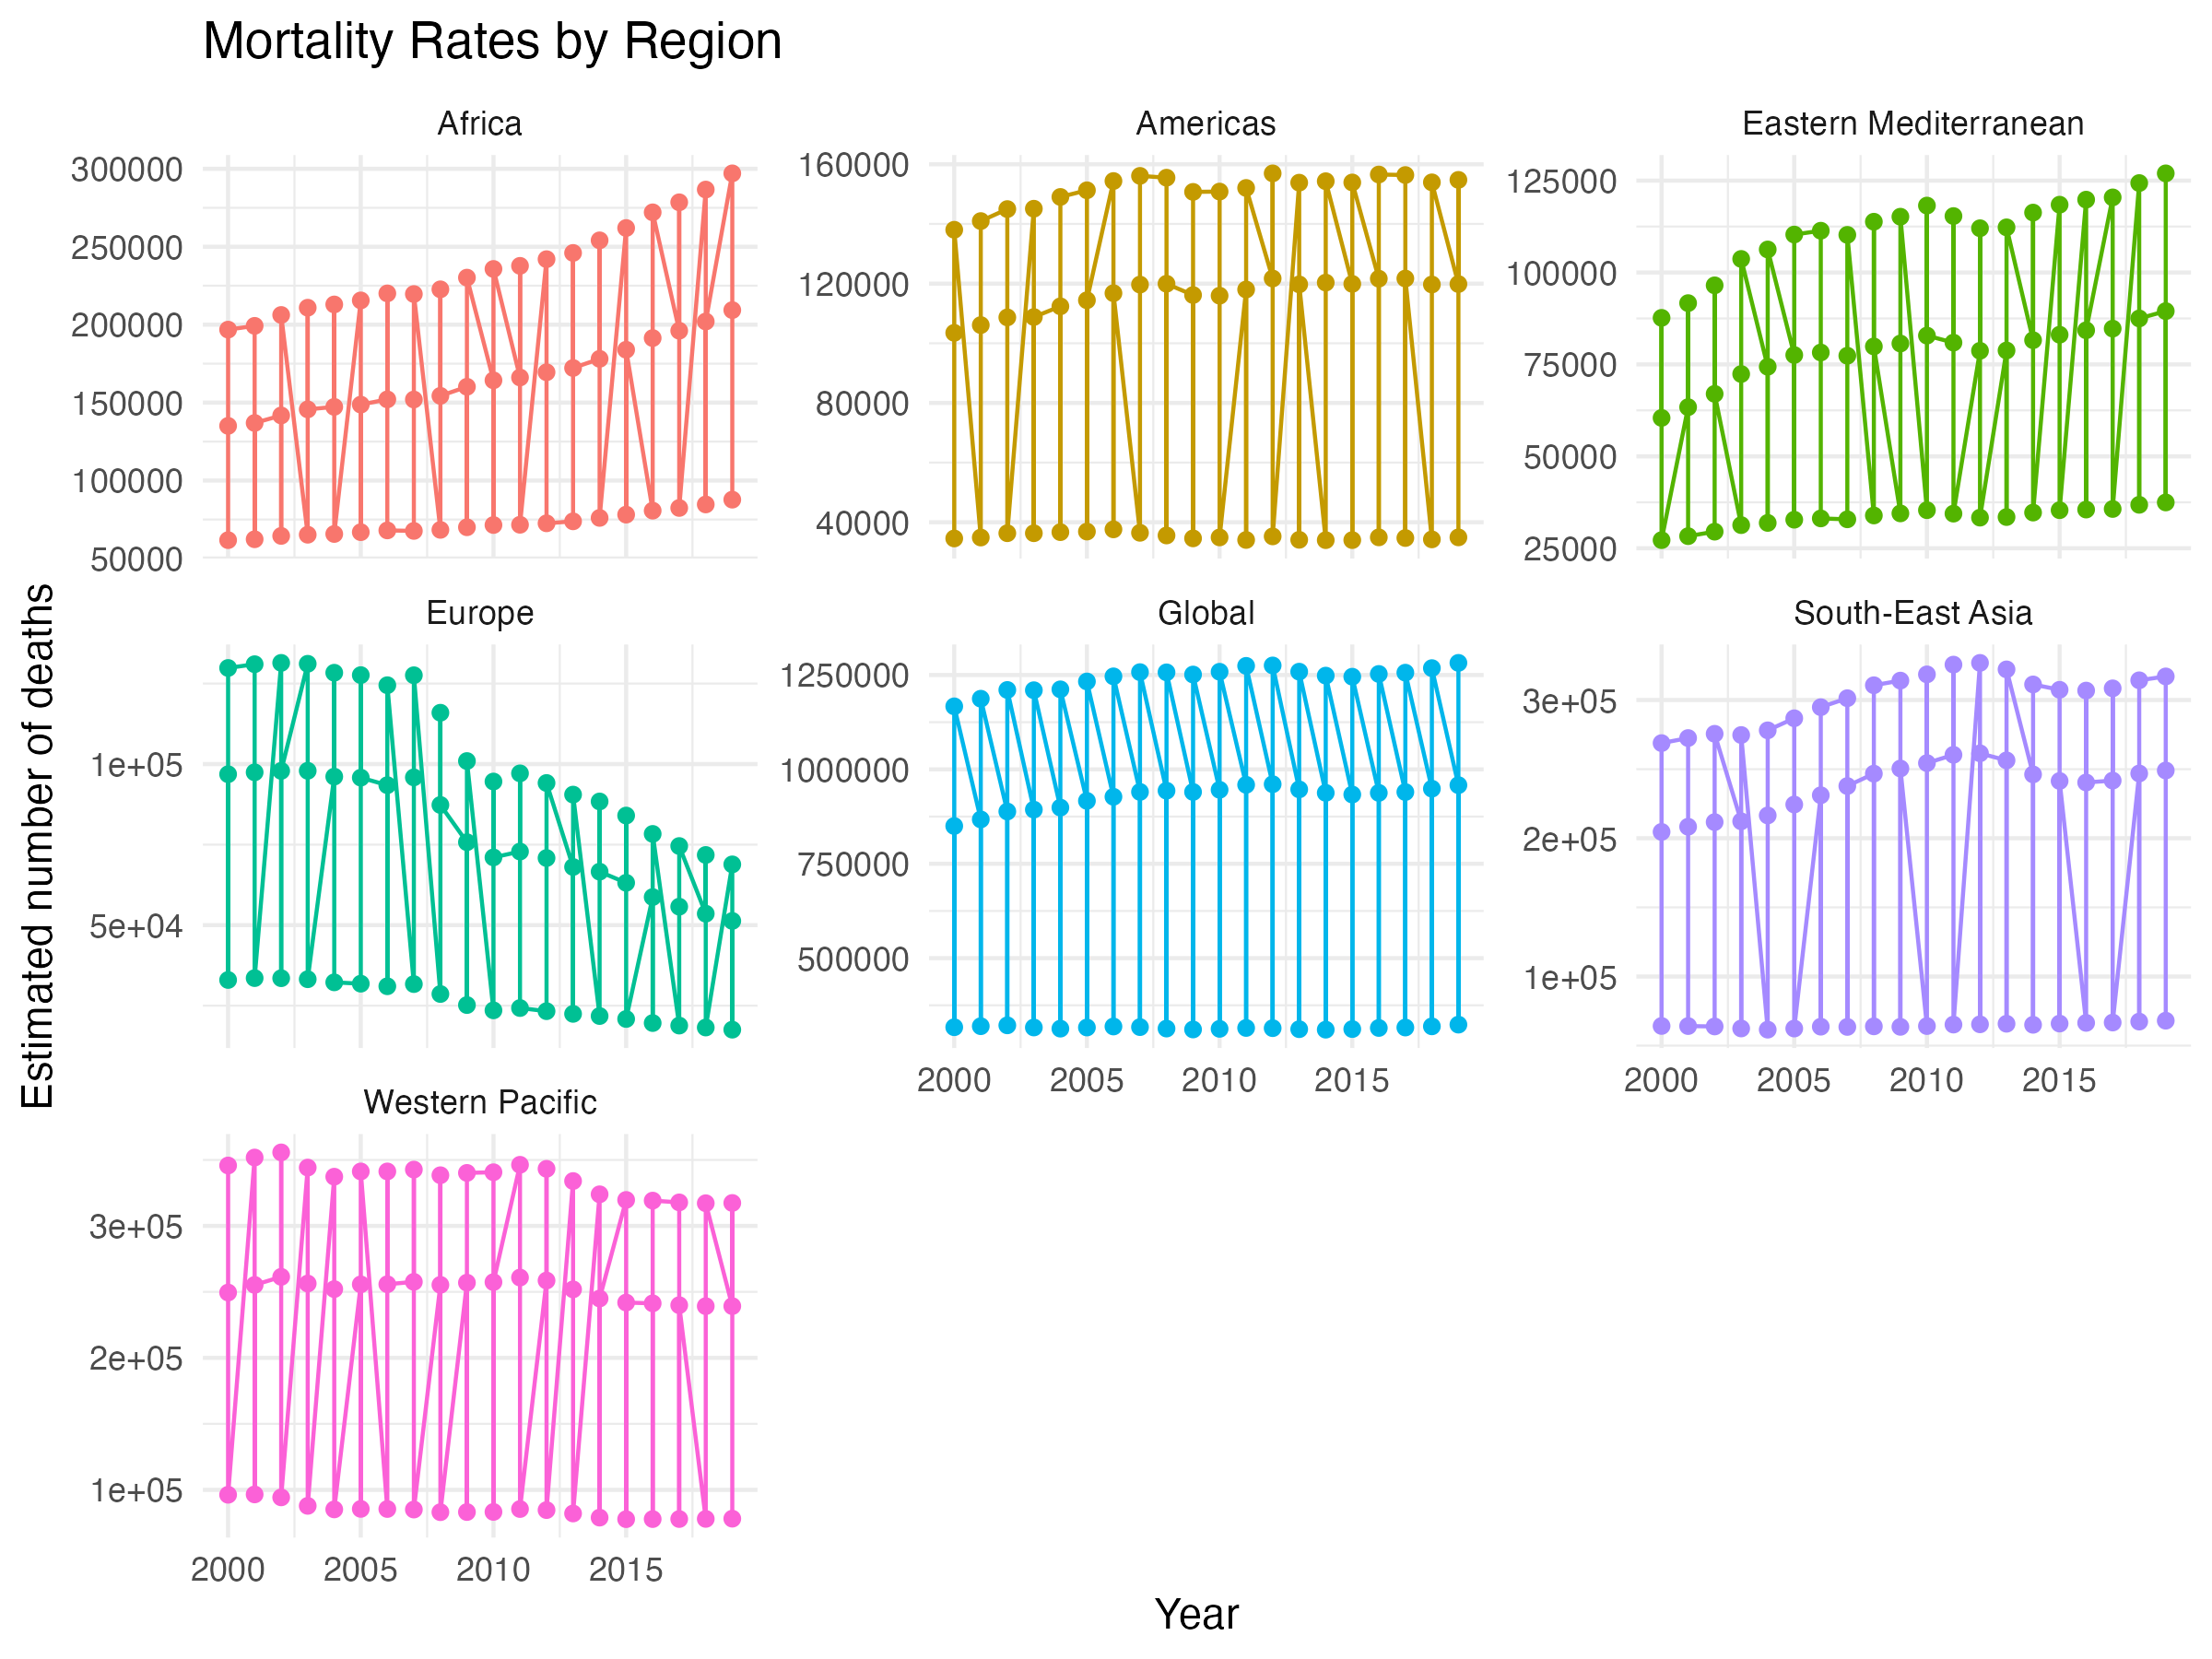 Mortality Rates by Region
Africa
Americas
Eastern Mediterranean
300000
250000
200000
150000
100000
50000
160000
120000
80000
40000
125000
100000
75000
50000
25000
Estimated number of deaths
Europe
Global
South-East Asia
1e+05
5e+04
1250000
1000000
750000
500000
3e+05
2e+05
1e+05
2000 2005 2010 2015
2000 2005 2010 2015
Western Pacific
3e+05
2e+05
1e+05
2000 2005 2010 2015
Year